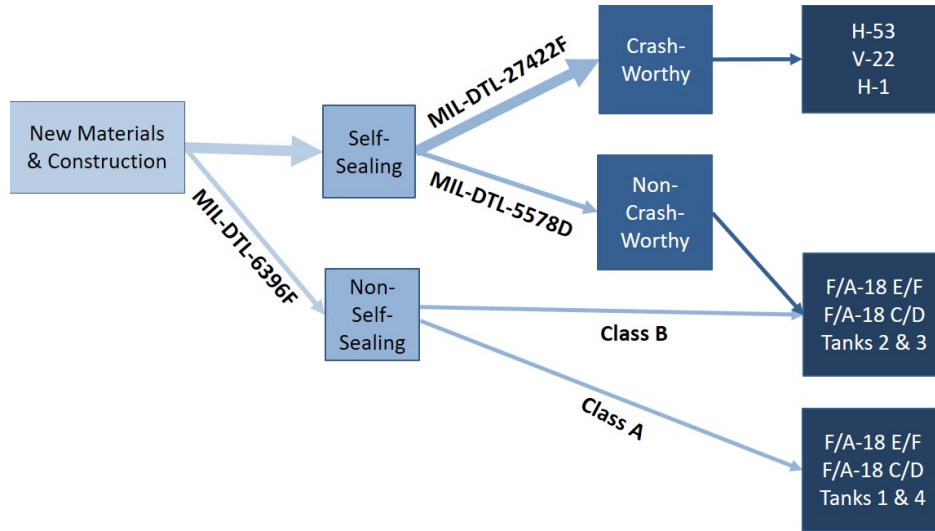 New Materials
& Construction
MIL-DTL-6396F
Self-
Sealing
Non-
Self-
Sealing
MIL-DTL-27422F
MIL-DTL-5578D
Crash-
Worthy
Non-
Crash-
Worthy
Class B
Class A
H-53
V-22
H-1
F/A-18 E/F
F/A-18 C/D
Tanks 2 & 3
F/A-18 E/F
F/A-18 C/D
Tanks 1 & 4